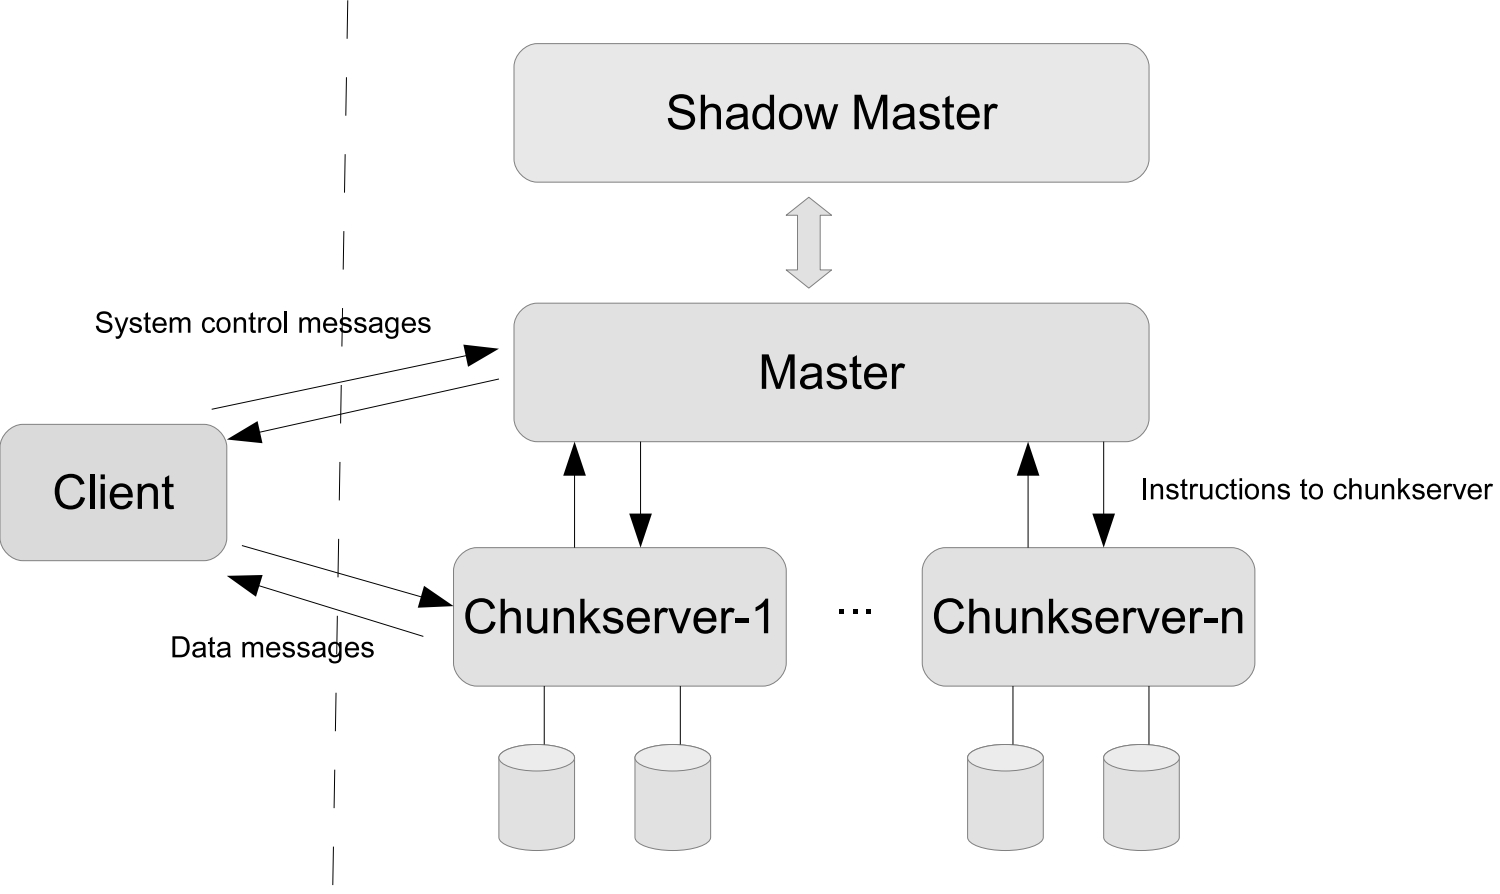 Shadow Master
System control messages
Master
Client
Instructions to chunkserver
Chunkserver-1
...
Chunkserver-n
Data messages